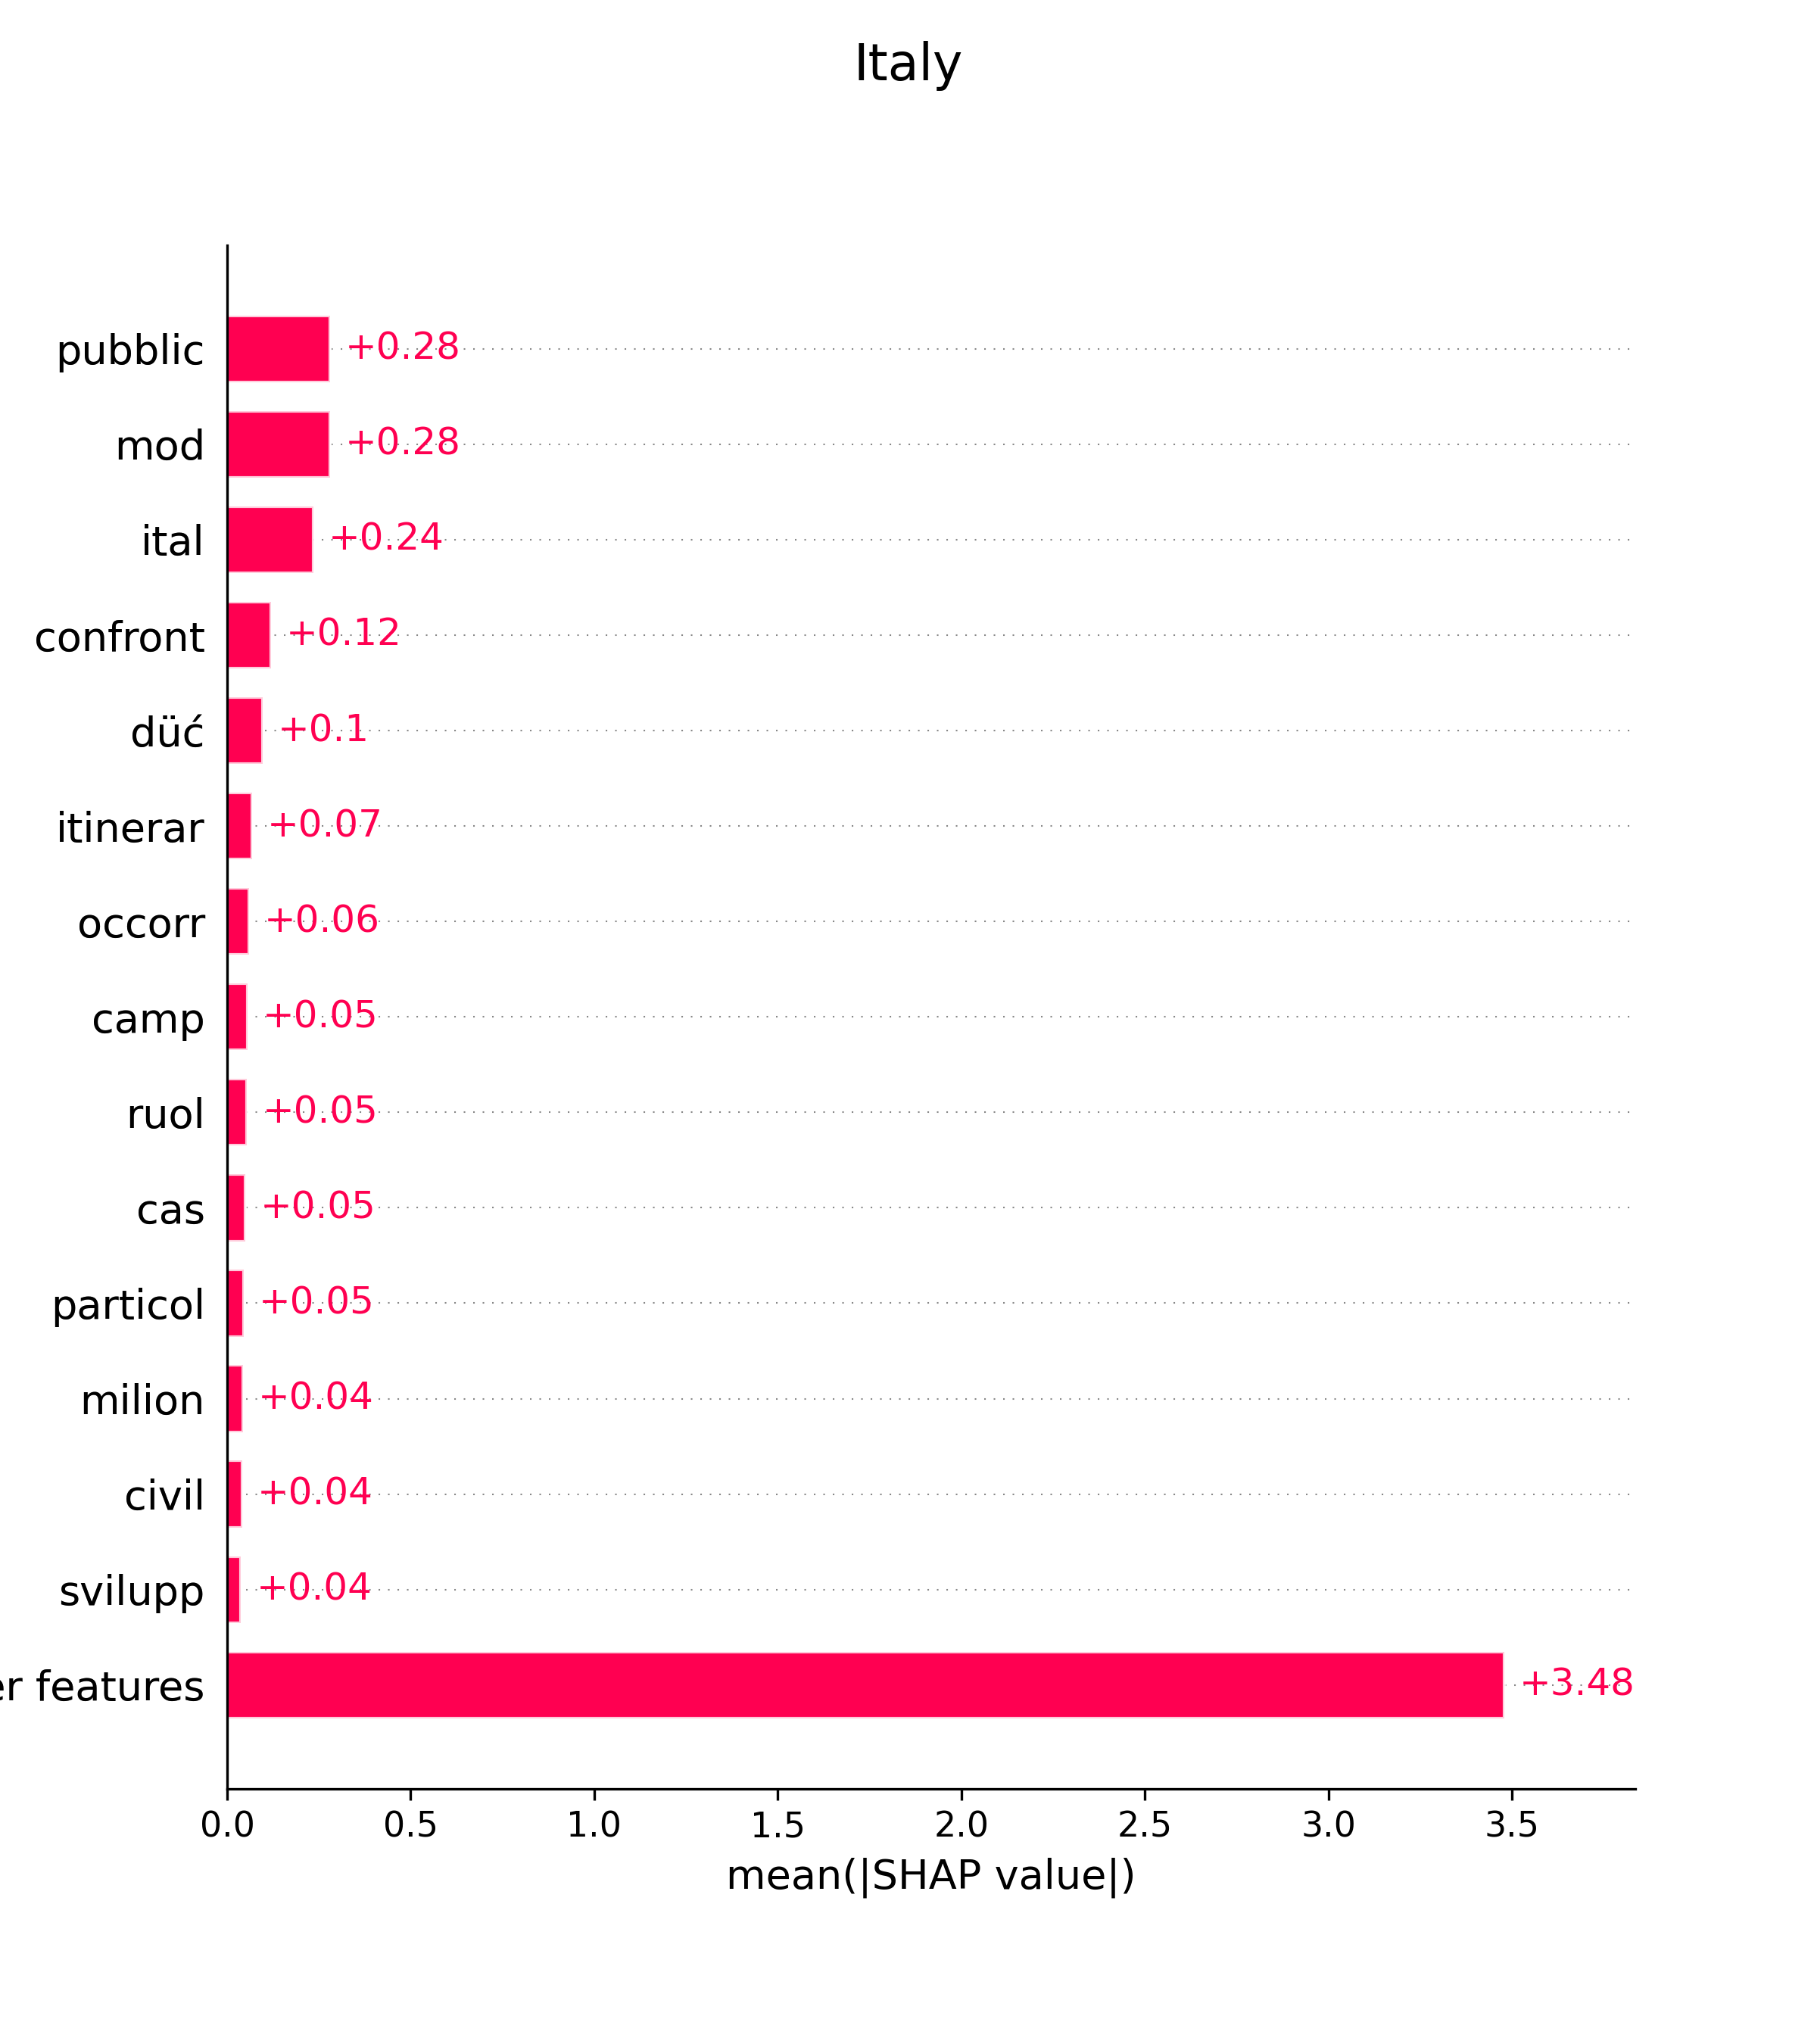 Italy
pubblic +0.28
mod +0.28
ital +0.24
confront +0.12
düć +0.1
itinerar +0.07
occorr +0.06
camp +0.05
ruol +0.05
cas +0.05
particol +0.05
milion +0.04
civil +0.04
svilupp +0.04
features +3.48
0.0 0.5 1.0 1.5 2.0 2.5 3.0 3.5
mean(|SHAP value|)